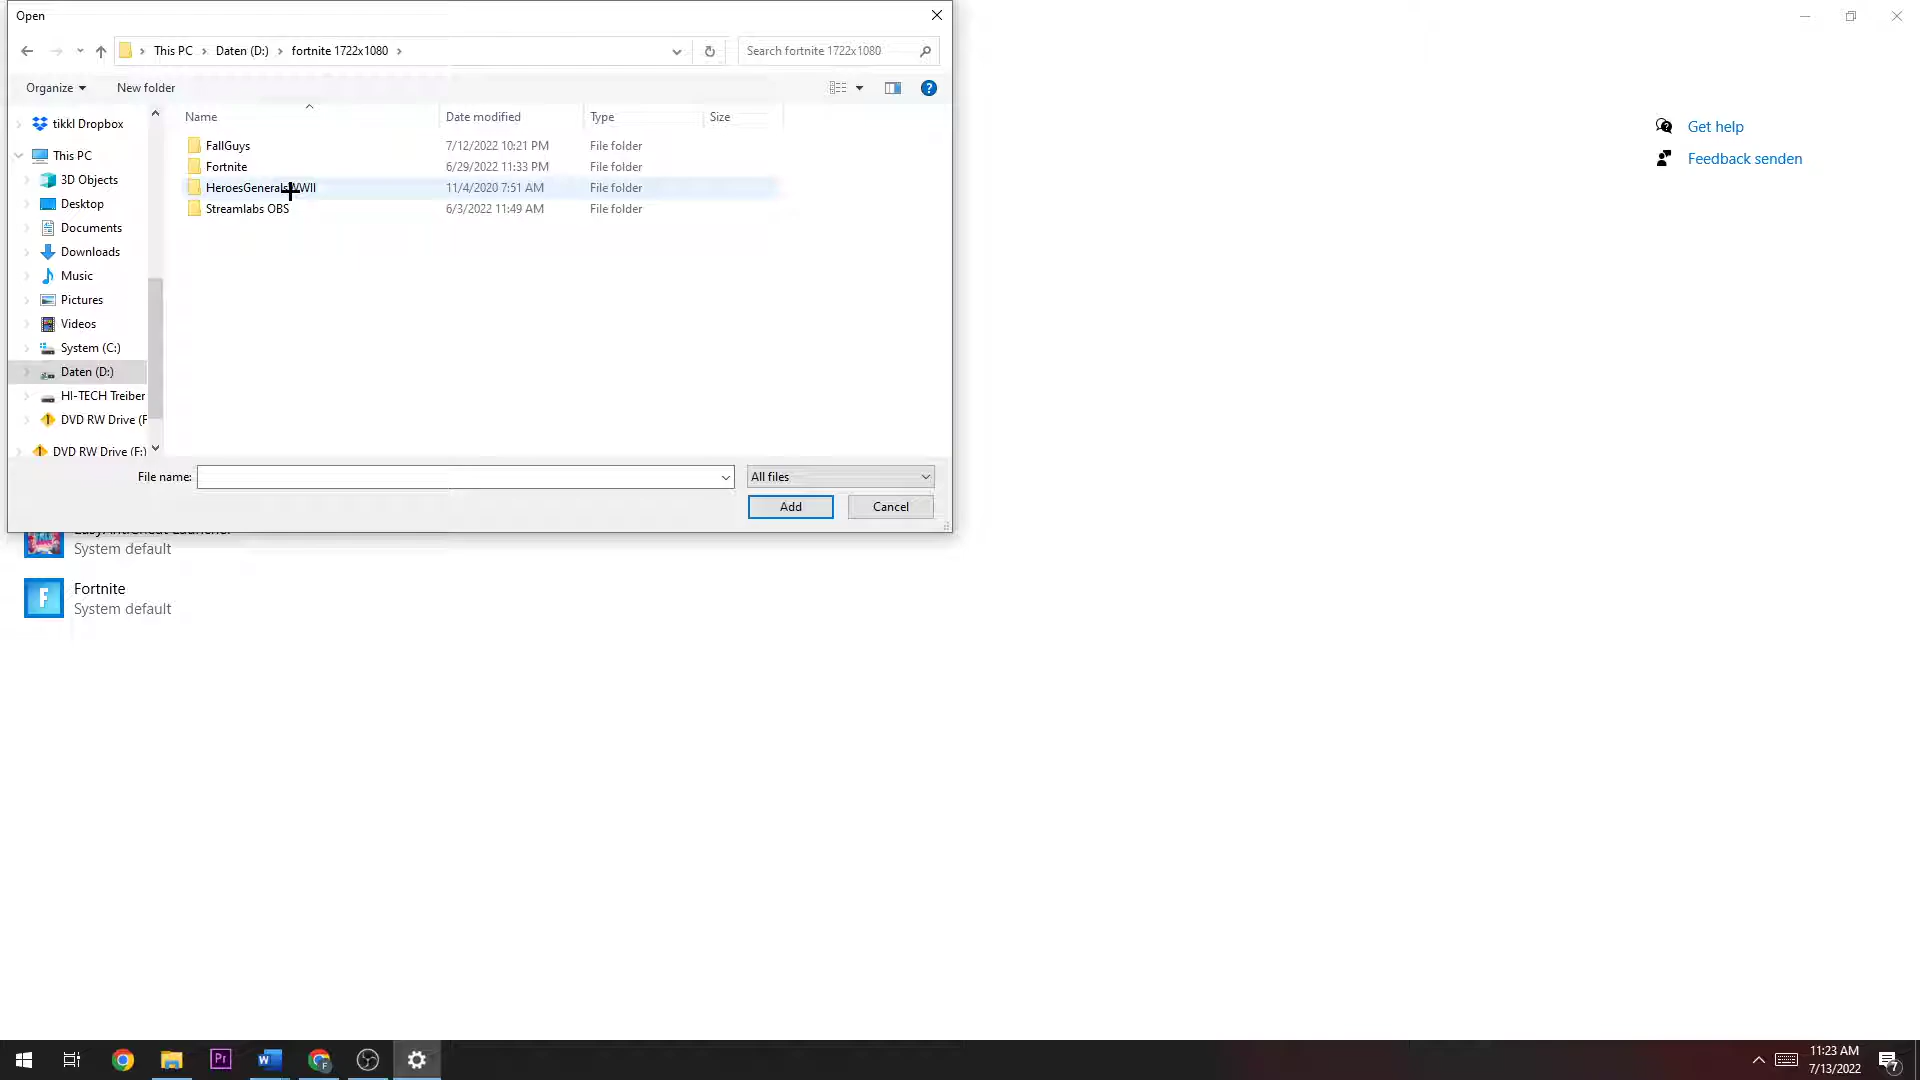 Open
This PC
Daten (D:)
fortnite 1722x1080
Search fortnite 1722x1080
Organize
New folder
Name
Date modified
Type
Size
tikkl Dropbox
This PC
3D Objects
Desktop
Documents
Downloads
Music
Pictures
Videos
System (C:)
Daten (D:)
HI-TECH Treiber
DVD RW Drive (F
DVD RW Drive (F:)
FallGuys 7/12/2022 10:21 PM File folder
Fortnite 6/29/2022 11:33 PM File folder
HeroesGeneralsWWII 11/4/2020 7:51 AM File folder
Streamlabs OBS 6/3/2022 11:49 AM File folder
File name:
All files
Add
Cancel
Get help
Feedback senden
System default
Fortnite
System default
11:23 AM
7/13/2022
7